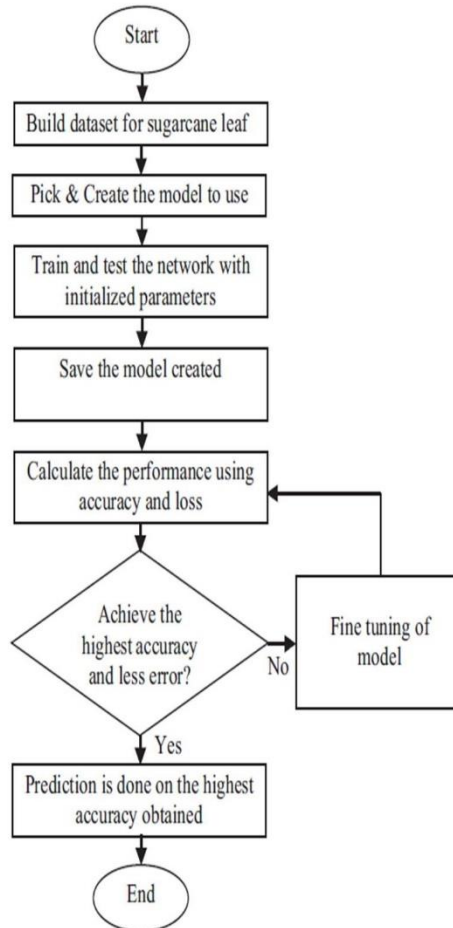 Start
Build dataset for sugarcane leaf
Pick & Create the model to use
Train and test the network with
initialized parameters
Save the model created
Calculate the performance using
accuracy and loss
Achieve the
highest accuracy
and less error?
No
Fine tuning of
model
Yes
Prediction is done on the highest
accuracy obtained
End